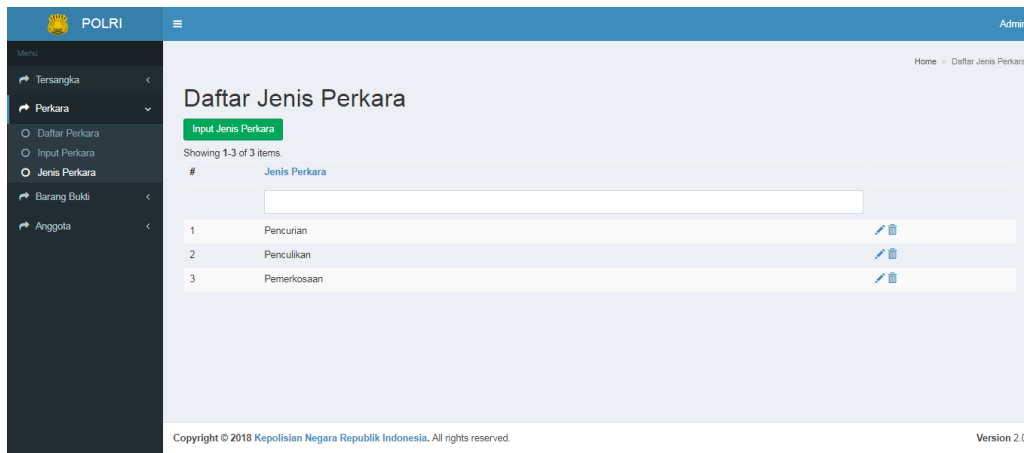 POLRI
Admin
Menu
Home > Daftar Jenis Perkara
Tersangka
Perkara
Daftar Perkara
Input Perkara
Jenis Perkara
Barang Bukti
Anggota
Daftar Jenis Perkara
Input Jenis Perkara
Showing 1-3 of 3 items.
# Jenis Perkara
1 Pencurian
2 Penculikan
3 Pemerkosaan
Copyright © 2018 Kepolisian Negara Republik Indonesia. All rights reserved.
Version 2.0